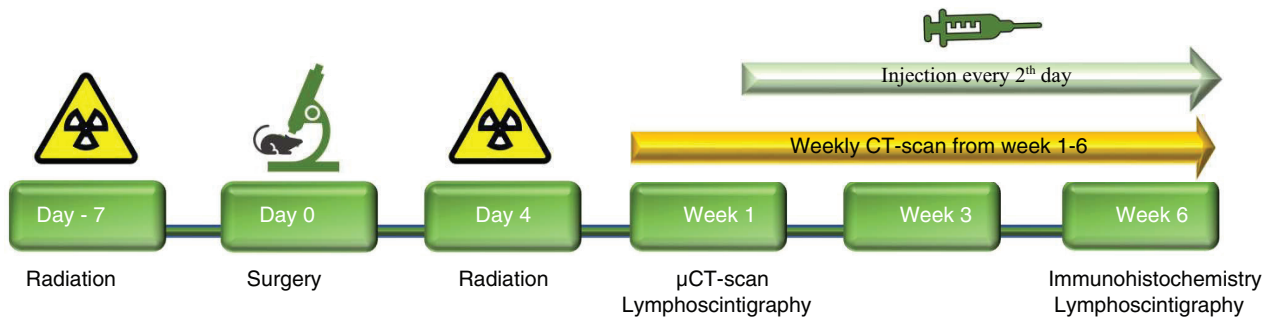 Injection every 2th day
Weekly CT-scan from week 1-6
Day - 7
Day 0
Day 4
Week 1
Week 3
Week 6
Radiation
Surgery
Radiation
µCT-scan
Lymphoscintigraphy
Immunohistochemistry
Lymphoscintigraphy